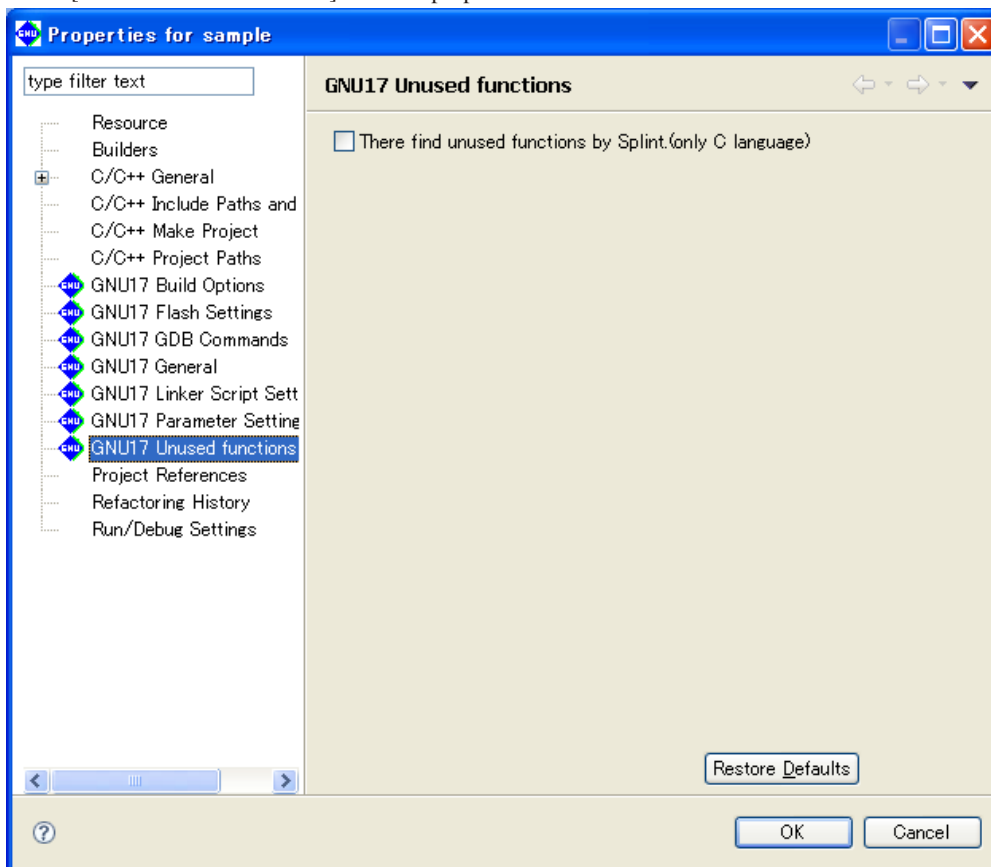 Properties for sample
type filter text
GNU17 Unused functions
Resource
Builders
C/C++ General
C/C++ Include Paths and
C/C++ Make Project
C/C++ Project Paths
GNU17 Build Options
GNU17 Flash Settings
GNU17 GDB Commands
GNU17 General
GNU17 Linker Script Sett
GNU17 Parameter Setting
GNU17 Unused functions
Project References
Refactoring History
Run/Debug Settings
There find unused functions by Splint.(only C language)
Restore Defaults
OK
Cancel